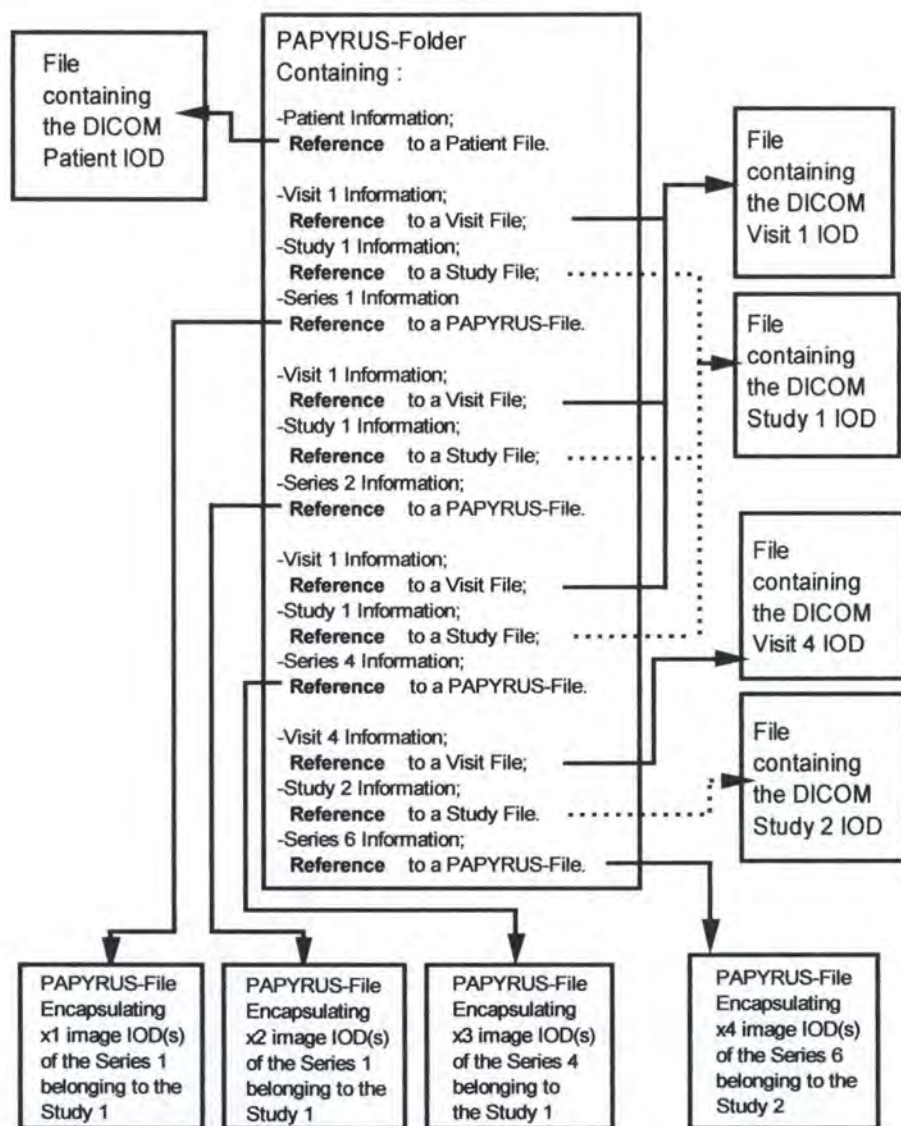 File
containing
the DICOM
Patient IOD
PAPYRUS-Folder
Containing :
-Patient Information;
Reference to a Patient File.
-Visit 1 Information;
Reference to a Visit File;
-Study 1 Information;
Reference to a Study File;
-Series 1 Information
Reference to a PAPYRUS-File.
-Visit 1 Information;
Reference to a Visit File;
-Study 1 Information;
Reference to a Study File;
-Series 2 Information;
Reference to a PAPYRUS-File.
-Visit 1 Information;
Reference to a Visit File;
-Study 1 Information;
Reference to a Study File;
-Series 4 Information;
Reference to a PAPYRUS-File.
-Visit 4 Information;
Reference to a Visit File;
-Study 2 Information;
Reference to a Study File.
-Series 6 Information;
Reference to a PAPYRUS-File.
File
containing
the DICOM
Visit 1 IOD
File
containing
the DICOM
Study 1 IOD
File
containing
the DICOM
Visit 4 IOD
File
containing
the DICOM
Study 2 IOD
PAPYRUS-File
Encapsulating
x1 image IOD(s)
of the Series 1
belonging to the
Study 1
PAPYRUS-File
Encapsulating
x2 image IOD(s)
of the Series 1
belonging to the
Study 1
PAPYRUS-File
Encapsulating
x3 image IOD(s)
of the Series 4
belonging to
the Study 1
PAPYRUS-File
Encapsulating
x4 image IOD(s)
of the Series 6
belonging to the
Study 2